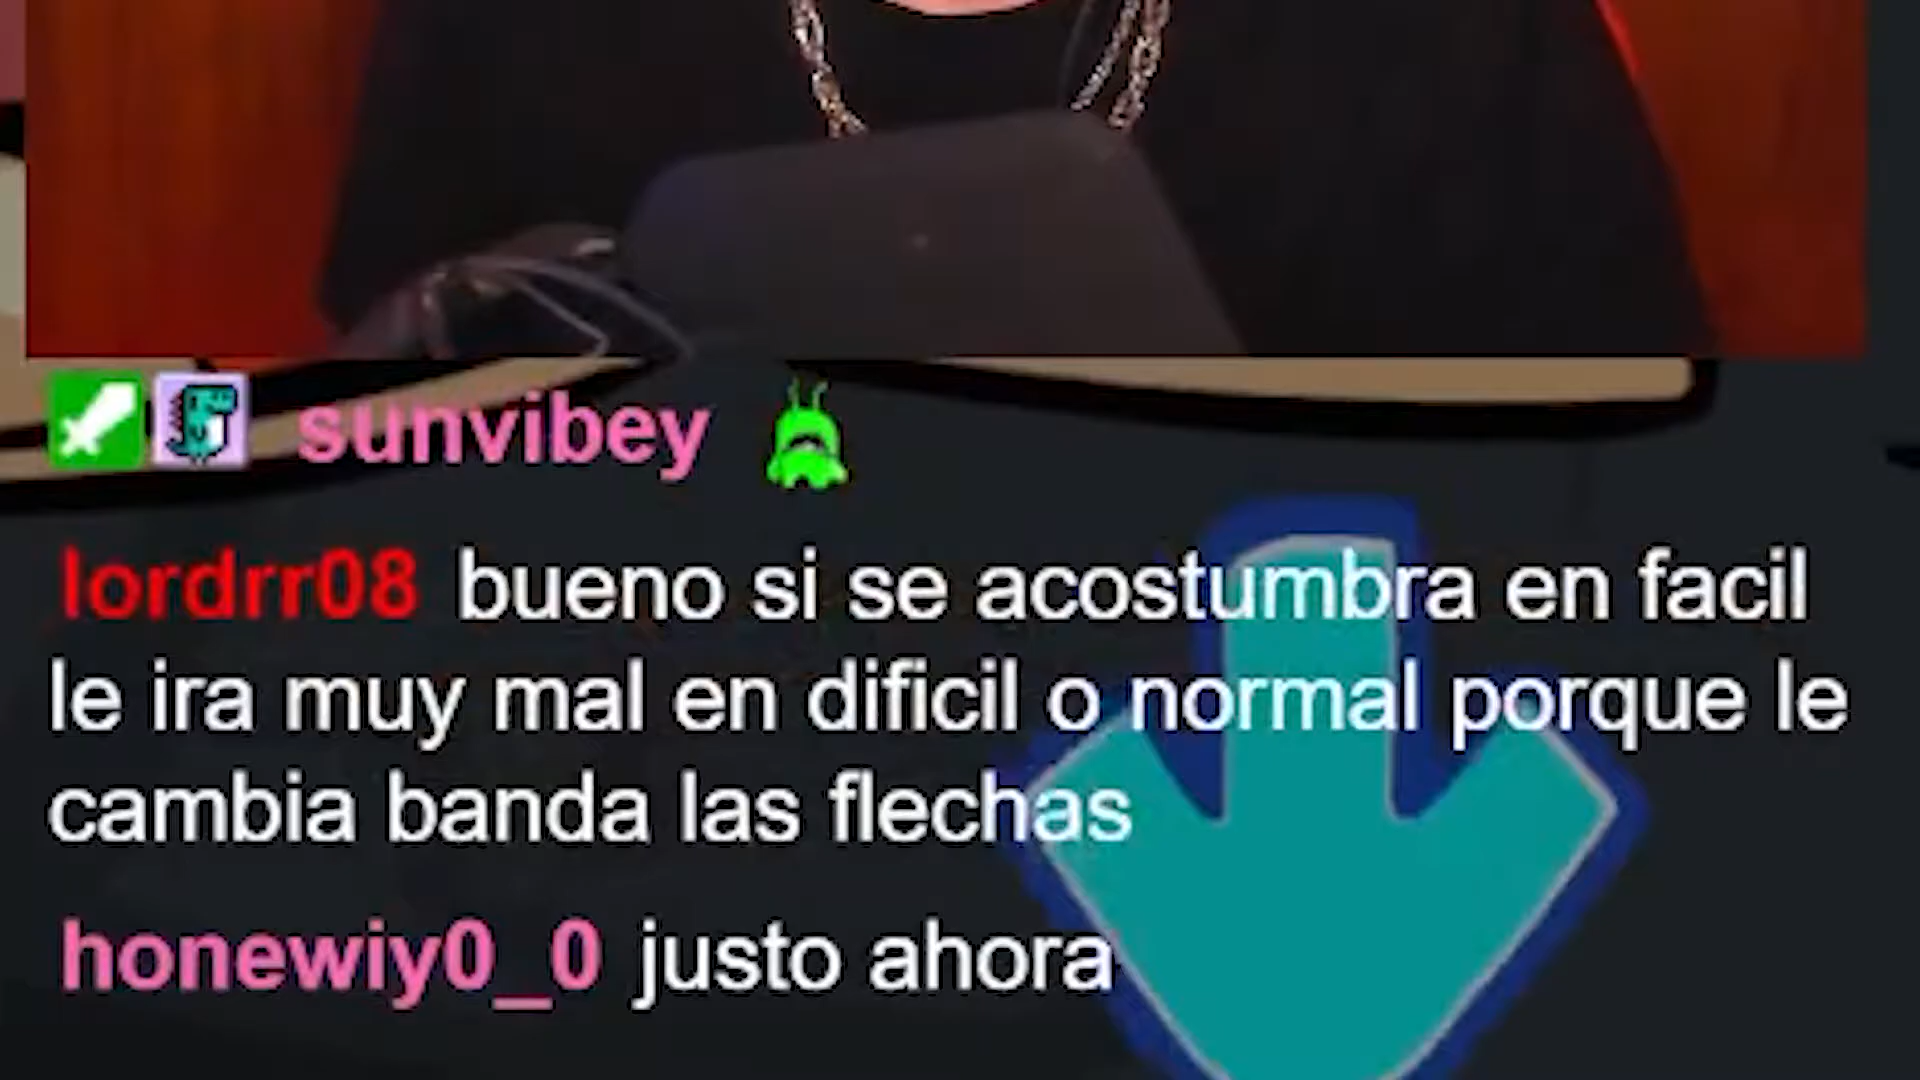 sunvibey
lordrr08 bueno si se acostumbra en facil
le ira muy mal en dificil o normal porque le
cambia banda las flechas
honewiy0_0 justo ahora